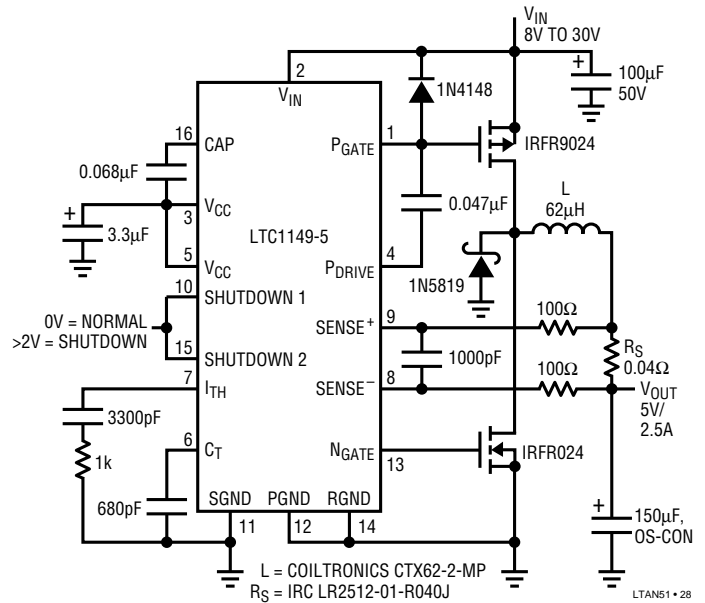 V_IN
8V TO 30V
2
V_IN
1N4148
+
100µF
50V
16
CAP
P_GATE
1
IRFR9024
0.068µF
0.047µF
L
62µH
+
3.3µF
3
V_CC
LTC1149-5
5
V_CC
P_DRIVE
4
1N5819
10
SHUTDOWN 1
0V = NORMAL
>2V = SHUTDOWN
SENSE+
9
100Ω
15
SHUTDOWN 2
1000pF
R_S
0.04Ω
7
I_TH
SENSE−
8
100Ω
V_OUT
5V/
2.5A
3300pF
1k
6
C_T
N_GATE
13
IRFR024
680pF
SGND
PGND
RGND
11
12
14
+
150µF,
OS-CON
L = COILTRONICS CTX62-2-MP
R_S = IRC LR2512-01-R040J
LTAN51 • 28